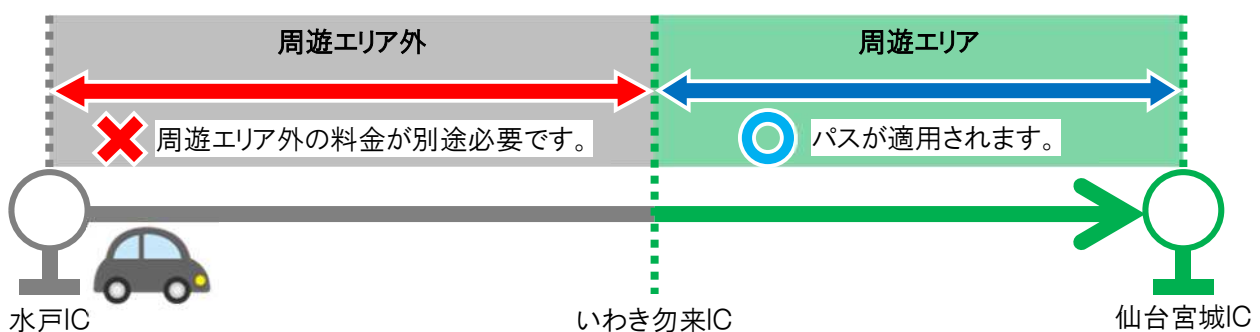 周遊エリア外
周遊エリア
周遊エリア外の料金が別途必要です。
パスが適用されます。
水戸IC
いわき勿来IC
仙台宮城IC